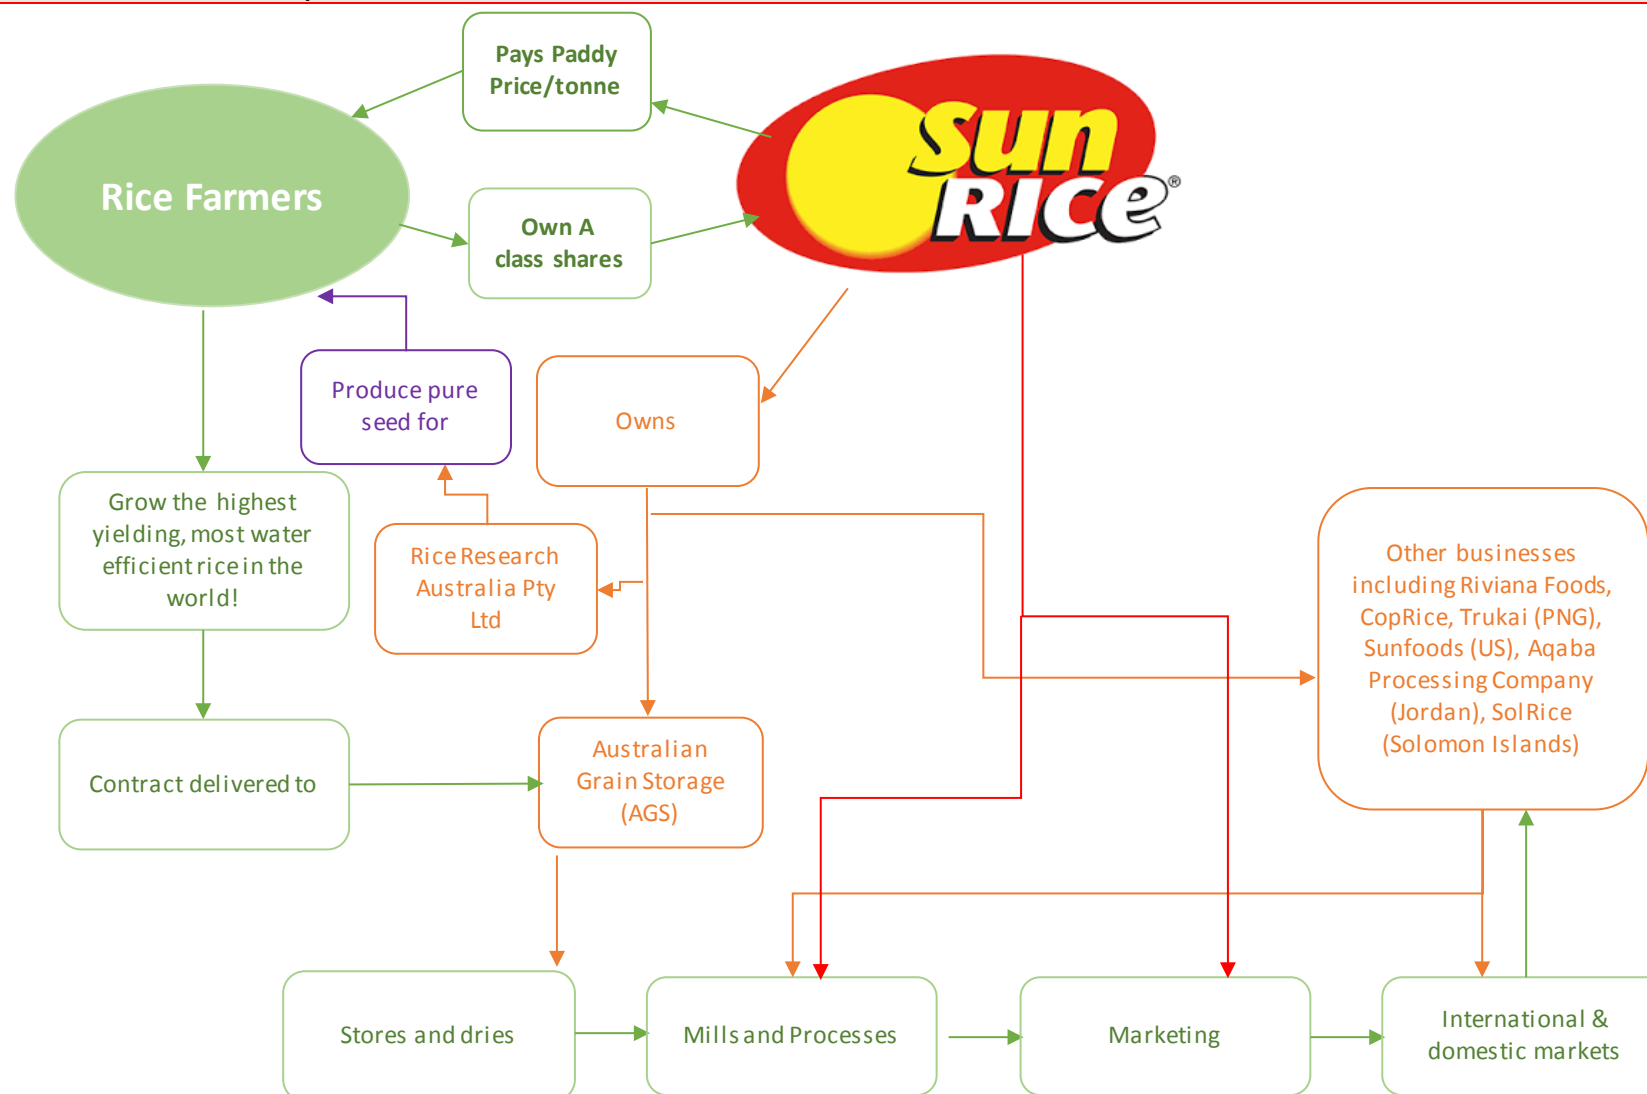 Pays Paddy
Price/tonne
Sun
RICe®
Rice Farmers
Own A
class shares
Produce pure
seed for
Owns
Grow the highest
yielding, most water
efficient rice in the
world!
Rice Research
Australia Pty
Ltd
Other businesses
including Riviana Foods,
CopRice, Trukai (PNG),
Sunfoods (US), Aqaba
Processing Company
(Jordan), SolRice
(Solomon Islands)
Contract delivered to
Australian
Grain Storage
(AGS)
Stores and dries
Mills and Processes
Marketing
International &
domestic markets